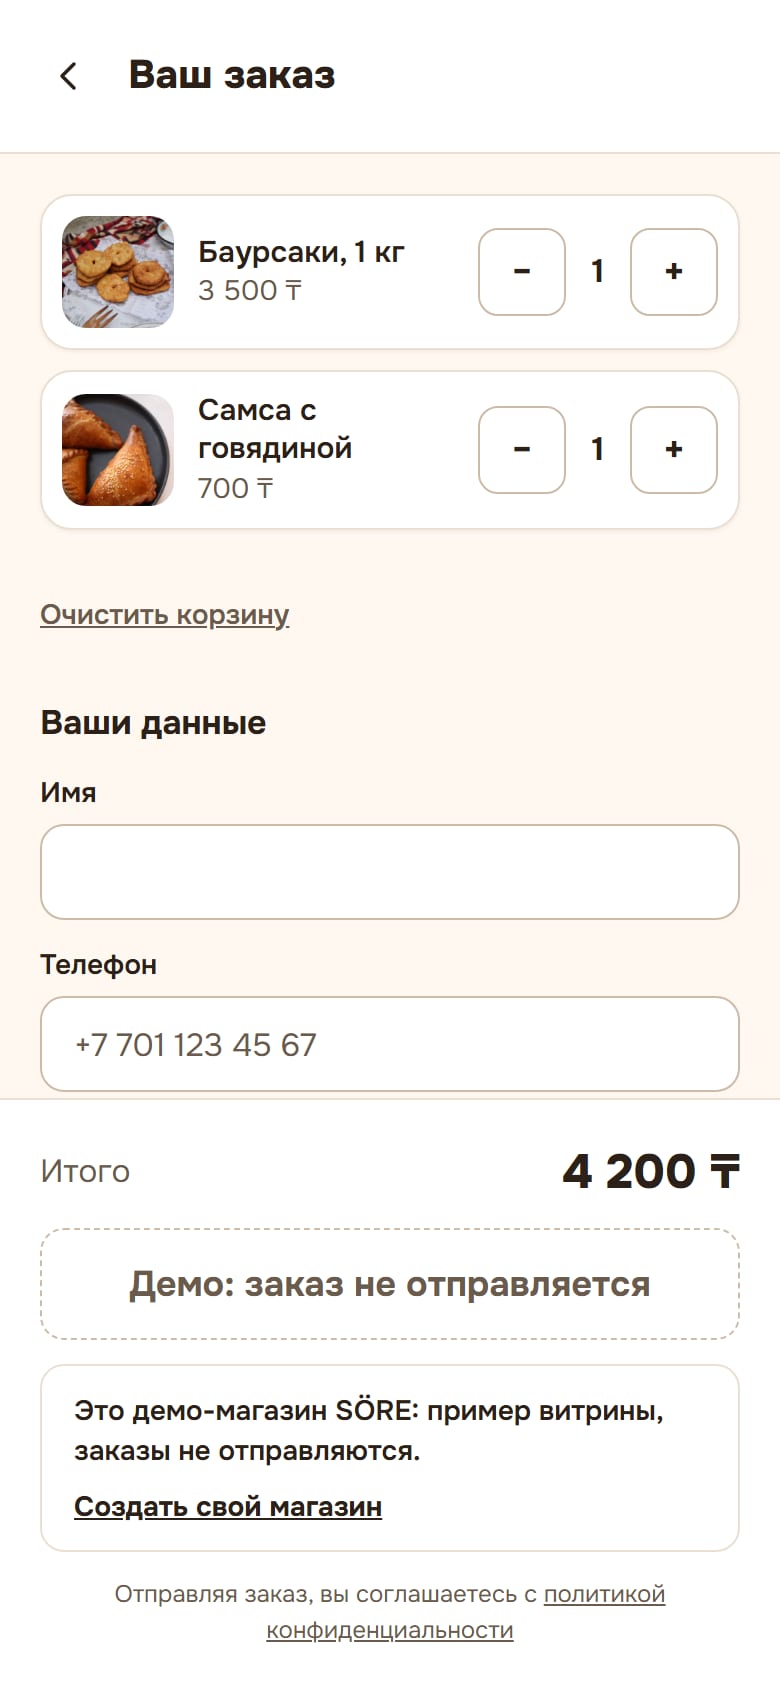 Ваш заказ
Баурсаки, 1 кг
3 500 ₸
− 1 +
Самса с
говядиной
700 ₸
− 1 +
Очистить корзину
Ваши данные
Имя
Телефон
+7 701 123 45 67
Итого 4 200 ₸
Демо: заказ не отправляется
Это демо-магазин SÖRE: пример витрины,
заказы не отправляются.
Создать свой магазин
Отправляя заказ, вы соглашаетесь с политикой
конфиденциальности